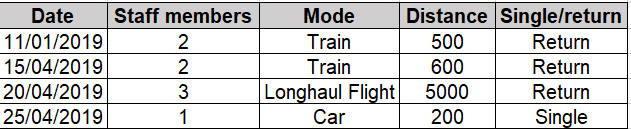 Date Staff members Mode Distance Single/return
11/01/2019 2 Train 500 Return
15/04/2019 2 Train 600 Return
20/04/2019 3 Longhaul Flight 5000 Return
25/04/2019 1 Car 200 Single